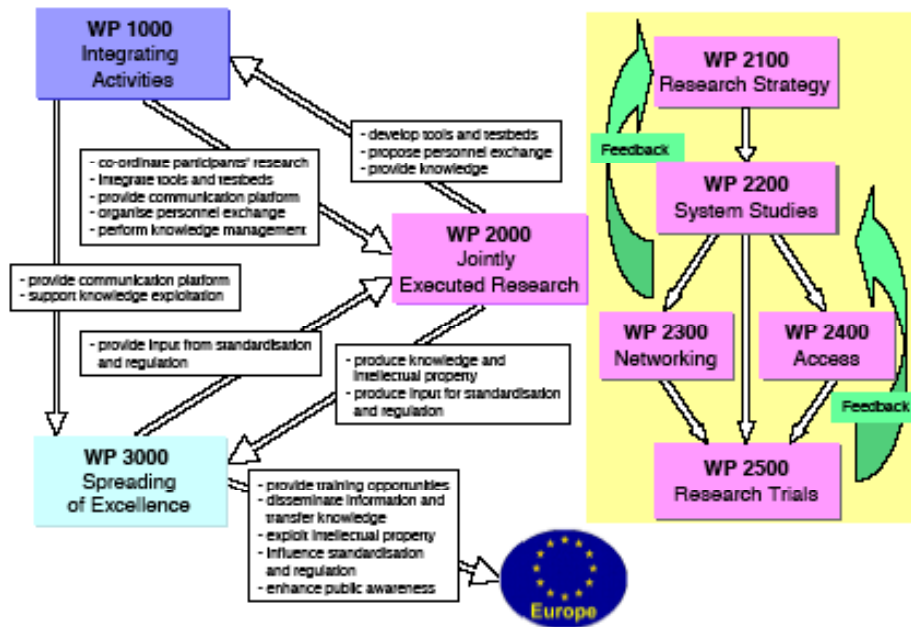 WP 1000
Integrating
Activities
- develop tools and testbeds
- propose personnel exchange
- provide knowledge
- co-ordinate participants' research
- Integrate tools and testbeds
- provide communication platform
- organise personnel exchange
- perform knowledge management
WP 2000
Jointly
Executed Research
- provide communication platform
- support knowledge exploitation
- provide input from standardisation
and regulation
- produce knowledge and
intellectual property
- produce input for standardisation
and regulation
WP 3000
Spreading
of Excellence
- provide training opportunities
- disseminate information and
transfer knowledge
- exploit intellectual property
- influence standardisation
and regulation
- enhance public awareness
Europe
WP 2100
Research Strategy
Feedback
WP 2200
System Studies
WP 2300
Networking
WP 2400
Access
Feedback
WP 2500
Research Trials